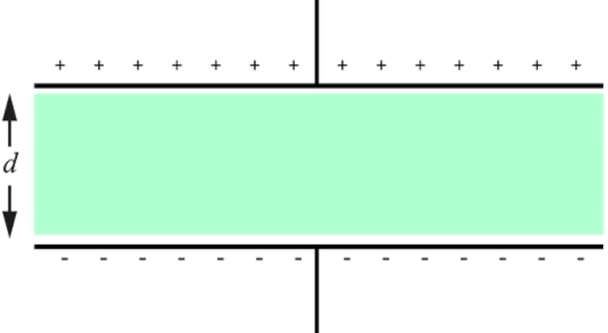 + + + + + + + + + + + + + +
d
- - - - - - - - - - - - - -